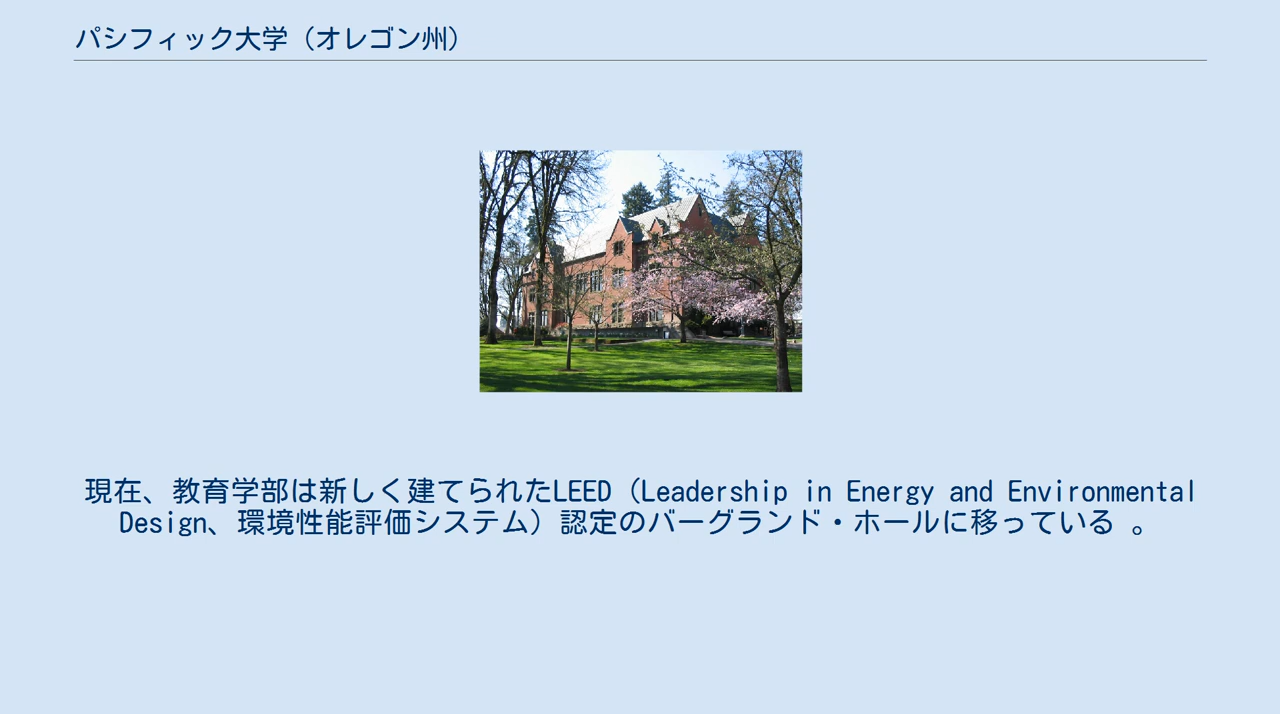 パシフィック大学（オレゴン州）
現在、教育学部は新しく建てられたLEED（Leadership in Energy and Environmental
Design、環境性能評価システム）認定のバーグランド・ホールに移っている 。